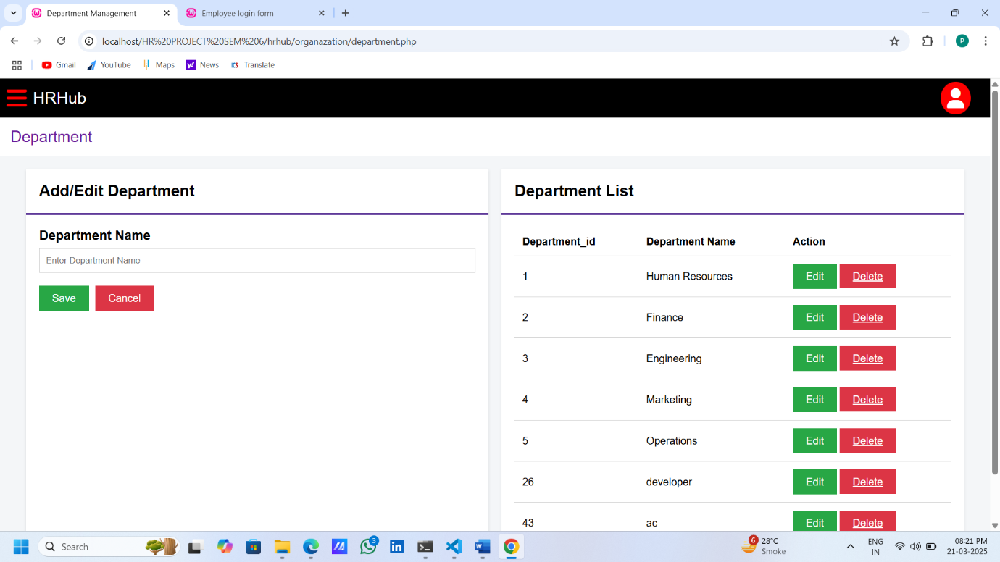 Department Management
Employee login form
localhost/HR%20PROJECT%20SEM%206/hrhub/organazation/department.php
P
Gmail
YouTube
Maps
News
ICS Translate
HRHub
Department
Add/Edit Department
Department Name
Enter Department Name
Save Cancel
Department List
Department_id Department Name Action
1 Human Resources Edit Delete
2 Finance Edit Delete
3 Engineering Edit Delete
4 Marketing Edit Delete
5 Operations Edit Delete
26 developer Edit Delete
43 ac Edit Delete
Search
3
6
28°C
Smoke
ENG
IN
08:21 PM
21-03-2025